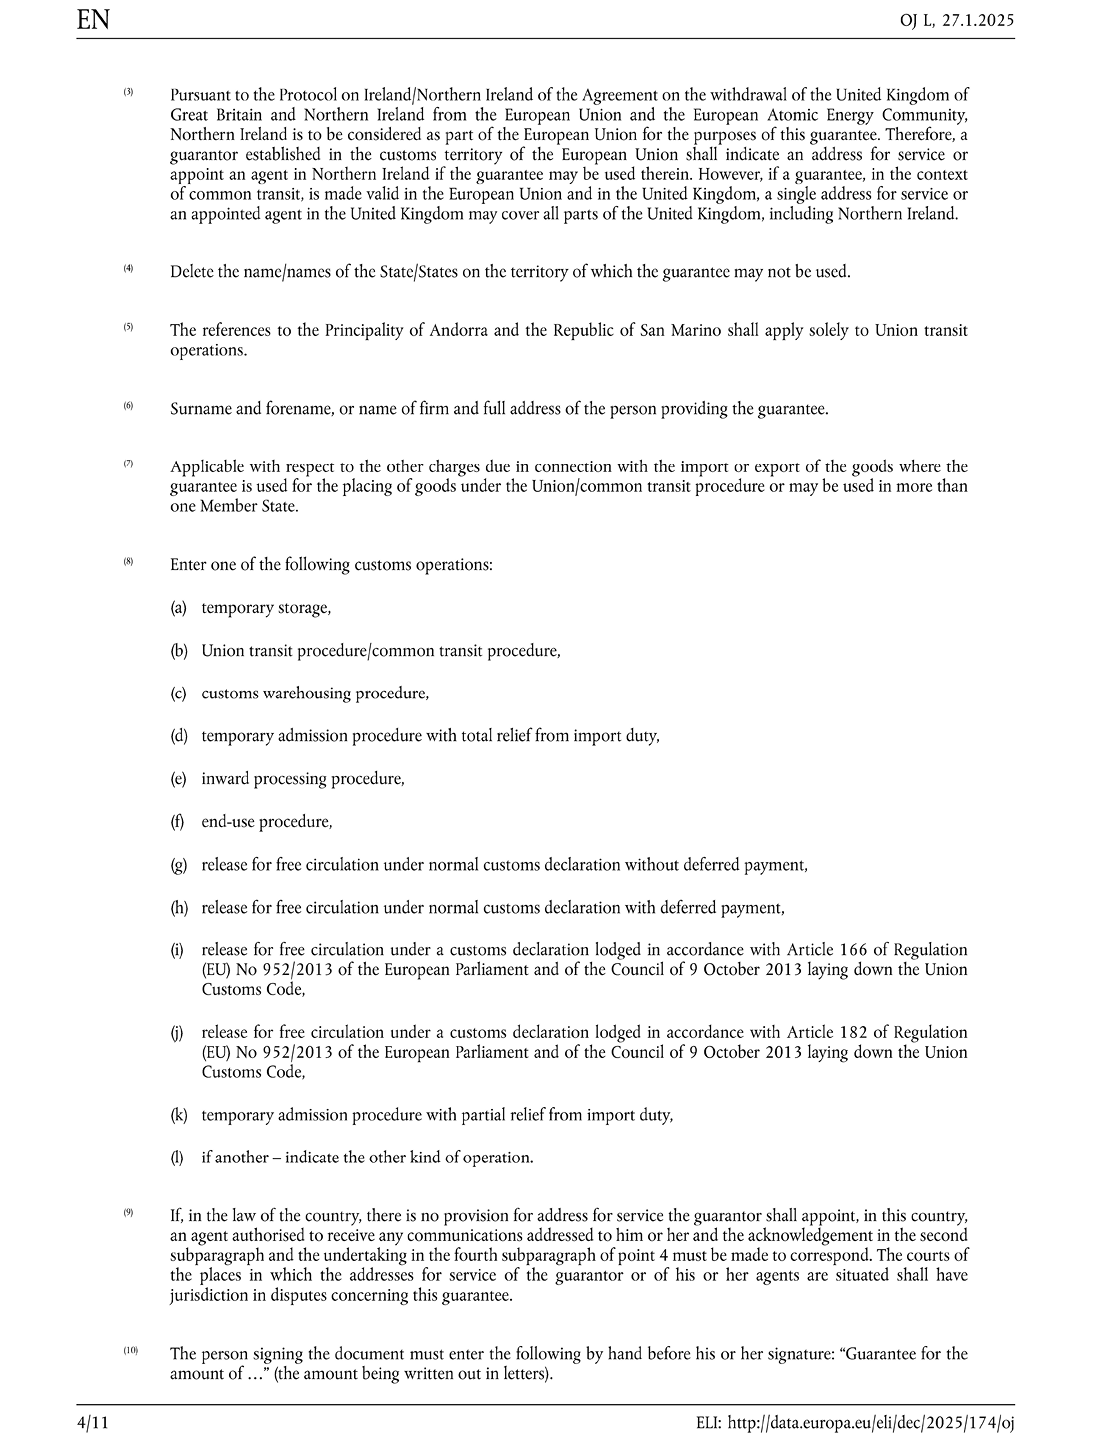 EN
OJ L, 27.1.2025
(3) Pursuant to the Protocol on Ireland/Northern Ireland of the Agreement on the withdrawal of the United Kingdom of
Great Britain and Northern Ireland from the European Union and the European Atomic Energy Community,
Northern Ireland is to be considered as part of the European Union for the purposes of this guarantee. Therefore, a
guarantor established in the customs territory of the European Union shall indicate an address for service or
appoint an agent in Northern Ireland if the guarantee may be used therein. However, if a guarantee, in the context
of common transit, is made valid in the European Union and in the United Kingdom, a single address for service or
an appointed agent in the United Kingdom may cover all parts of the United Kingdom, including Northern Ireland.
(4) Delete the name/names of the State/States on the territory of which the guarantee may not be used.
(5) The references to the Principality of Andorra and the Republic of San Marino shall apply solely to Union transit
operations.
(6) Surname and forename, or name of firm and full address of the person providing the guarantee.
(7) Applicable with respect to the other charges due in connection with the import or export of the goods where the
guarantee is used for the placing of goods under the Union/common transit procedure or may be used in more than
one Member State.
(8) Enter one of the following customs operations:
(a) temporary storage,
(b) Union transit procedure/common transit procedure,
(c) customs warehousing procedure,
(d) temporary admission procedure with total relief from import duty,
(e) inward processing procedure,
(f) end-use procedure,
(g) release for free circulation under normal customs declaration without deferred payment,
(h) release for free circulation under normal customs declaration with deferred payment,
(i) release for free circulation under a customs declaration lodged in accordance with Article 166 of Regulation
(EU) No 952/2013 of the European Parliament and of the Council of 9 October 2013 laying down the Union
Customs Code,
(j) release for free circulation under a customs declaration lodged in accordance with Article 182 of Regulation
(EU) No 952/2013 of the European Parliament and of the Council of 9 October 2013 laying down the Union
Customs Code,
(k) temporary admission procedure with partial relief from import duty,
(l) if another – indicate the other kind of operation.
(9) If, in the law of the country, there is no provision for address for service the guarantor shall appoint, in this country,
an agent authorised to receive any communications addressed to him or her and the acknowledgement in the second
subparagraph and the undertaking in the fourth subparagraph of point 4 must be made to correspond. The courts of
the places in which the addresses for service of the guarantor or of his or her agents are situated shall have
jurisdiction in disputes concerning this guarantee.
(10) The person signing the document must enter the following by hand before his or her signature: “Guarantee for the
amount of …” (the amount being written out in letters).
4/11
ELI: http://data.europa.eu/eli/dec/2025/174/oj